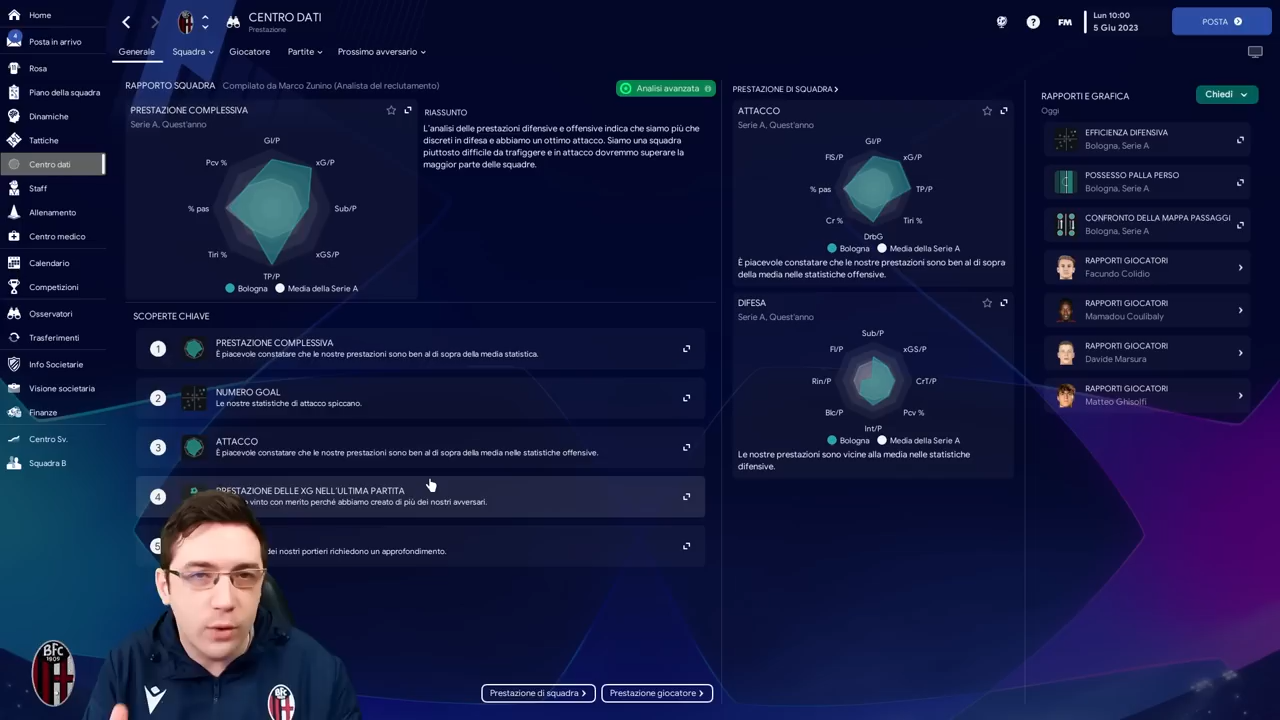 CENTRO DATI
Prestazione
Lun 10:00
5 Giu 2023
FM
POSTA
Home
4
Posta in arrivo
Rosa
Piano della squadra
Dinamiche
Tattiche
Centro dati
Staff
Allenamento
Centro medico
Calendario
Competizioni
Osservatori
Trasferimenti
Info Societarie
Visione societaria
Finanze
Centro Sv.
Squadra B
Generale
Squadra
Giocatore
Partite
Prossimo avversario
RAPPORTO SQUADRA Compilato da Marco Zunino (Analista del reclutamento)
Analisi avanzata
PRESTAZIONE COMPLESSIVA
Serie A, Quest'anno
Gl/P
xG/P
Sub/P
xGS/P
TP/P
Tiri %
% pas
Pcv %
Bologna
Media della Serie A
RIASSUNTO
L'analisi delle prestazioni difensive e offensive indica che siamo più che
discreti in difesa e abbiamo un ottimo attacco. Siamo una squadra
piuttosto difficile da trafiggere e in attacco dovremmo superare la
maggior parte delle squadre.
SCOPERTE CHIAVE
1
PRESTAZIONE COMPLESSIVA
È piacevole constatare che le nostre prestazioni sono ben al di sopra della media statistica.
2
NUMERO GOAL
Le nostre statistiche di attacco spiccano.
3
ATTACCO
È piacevole constatare che le nostre prestazioni sono ben al di sopra della media nelle statistiche offensive.
4
PRESTAZIONE DELLE XG NELL'ULTIMA PARTITA
vinto con merito perché abbiamo creato di più dei nostri avversari.
5
dei nostri portieri richiedono un approfondimento.
Prestazione di squadra
Prestazione giocatore
PRESTAZIONE DI SQUADRA
ATTACCO
Serie A, Quest'anno
Gl/P
xG/P
TP/P
Tiri %
DrbG
Cr %
% pas
FIS/P
Bologna
Media della Serie A
È piacevole constatare che le nostre prestazioni sono ben al di sopra
della media nelle statistiche offensive.
DIFESA
Serie A, Quest'anno
Sub/P
xGS/P
CrT/P
Pcv %
Int/P
Blc/P
Rin/P
Fl/P
Bologna
Media della Serie A
Le nostre prestazioni sono vicine alla media nelle statistiche
difensive.
RAPPORTI E GRAFICA
Oggi
Chiedi
EFFICIENZA DIFENSIVA
Bologna, Serie A
POSSESSO PALLA PERSO
Bologna, Serie A
CONFRONTO DELLA MAPPA PASSAGGI
Bologna, Serie A
RAPPORTI GIOCATORI
Facundo Colidio
RAPPORTI GIOCATORI
Mamadou Coulibaly
RAPPORTI GIOCATORI
Davide Marsura
RAPPORTI GIOCATORI
Matteo Ghisolfi
BFC
1909
BFC